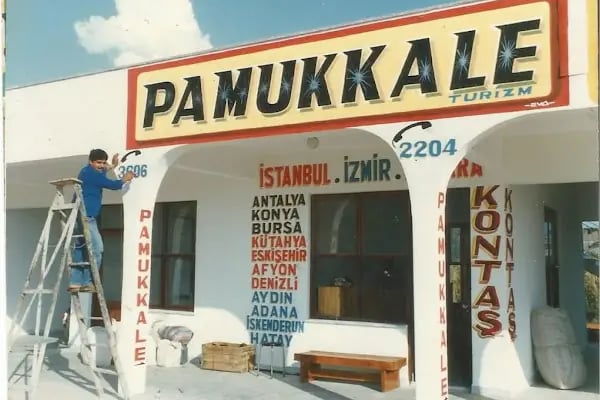 PAMUKKALE
TURİZM
3606
2204
İSTANBUL . İZMİR .
ANTALYA
KONYA
BURSA
KÜTAHYA
ESKİŞEHİR
AFYON
DENİZLİ
AYDIN
ADANA
İSKENDERUN
HATAY
PAMUKKALE
PAMUKKALE
KONTAŞ
KONTAŞ